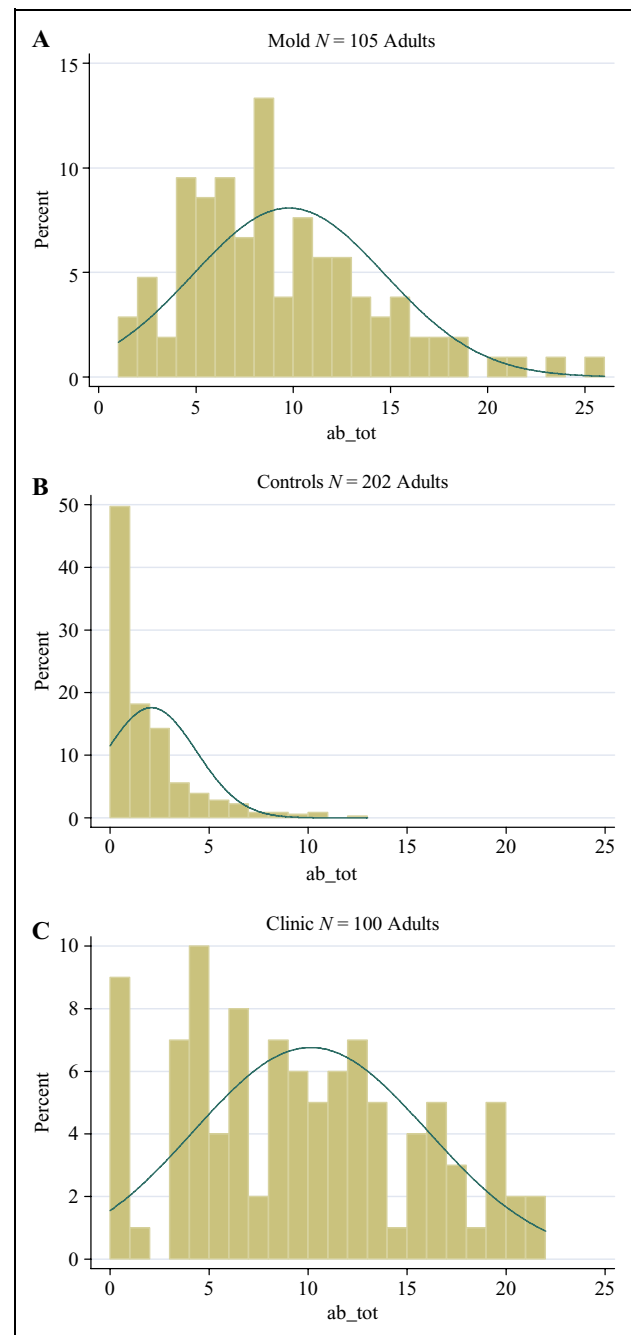 A
Mold N = 105 Adults
15
10
5
0
Percent
0 5 10 15 20 25
ab_tot
B
Controls N = 202 Adults
50
40
30
20
10
0
Percent
0 5 10 15 20 25
ab_tot
C
Clinic N = 100 Adults
10
8
6
4
2
0
Percent
0 5 10 15 20 25
ab_tot